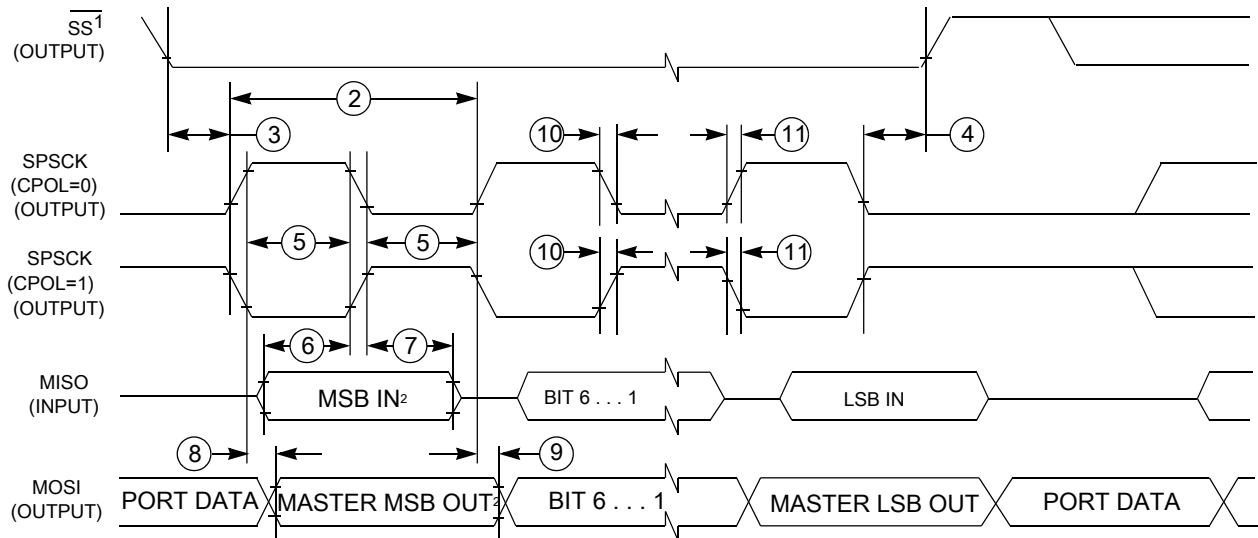 SS1
(OUTPUT)
2
3
10
11
4
SPSCK
(CPOL=0)
(OUTPUT)
5
5
SPSCK
(CPOL=1)
(OUTPUT)
10
11
6
7
MISO
(INPUT)
MSB IN2
BIT 6 . . . 1
LSB IN
8
9
MOSI
(OUTPUT)
PORT DATA
MASTER MSB OUT2
BIT 6 . . . 1
MASTER LSB OUT
PORT DATA